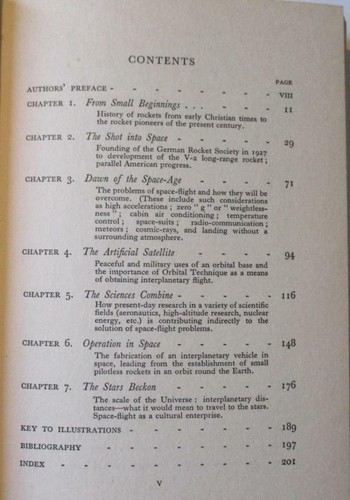 CONTENTS
PAGE
AUTHORS' PREFACE - - - - - - - VIII
CHAPTER 1. From Small Beginnings . . . - - - 11
History of rockets from early Christian times to
the rocket pioneers of the present century.
CHAPTER 2. The Shot into Space - - - - - 29
Founding of the German Rocket Society in 1927
to development of the V-2 long-range rocket;
parallel American progress.
CHAPTER 3. Dawn of the Space-Age - - - - 71
The problems of space-flight and how they will be
overcome. (These include such considerations
as high accelerations; zero "g" or "weightless-
ness"; cabin air conditioning; temperature
control; space-suits; radio-communication;
meteors; cosmic-rays, and landing without a
surrounding atmosphere.
CHAPTER 4. The Artificial Satellite - - - - 94
Peaceful and military uses of an orbital base and
the importance of Orbital Technique as a means
of obtaining interplanetary flight.
CHAPTER 5. The Sciences Combine - - - - - 116
How present-day research in a variety of scientific
fields (aeronautics, high-altitude research, nuclear
energy, etc.) is contributing indirectly to the
solution of space-flight problems.
CHAPTER 6. Operation in Space - - - - - 148
The fabrication of an interplanetary vehicle in
space, leading from the establishment of small
pilotless rockets in an orbit round the Earth.
CHAPTER 7. The Stars Beckon - - - - - 176
The scale of the Universe: interplanetary dis-
tances—what it would mean to travel to the stars.
Space-flight as a cultural enterprise.
KEY TO ILLUSTRATIONS - - - - - - - 189
BIBLIOGRAPHY - - - - - - - 197
INDEX - - - - - - - - - 201
V